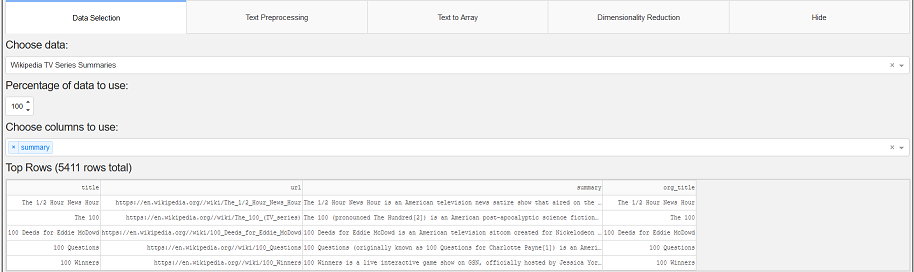 Data Selection Text Preprocessing Text to Array Dimensionality Reduction Hide
Choose data:
Wikipedia TV Series Summaries × 
Percentage of data to use:
100
Choose columns to use:
× summary ×
Top Rows (5411 rows total)
title url summary org_title
The 1/2 Hour News Hour https://en.wikipedia.org//wiki/The_1/2_Hour_News_Hour The 1/2 Hour News Hour is an American television news satire show that aired on the … The 1/2 Hour News Hour
The 100 https://en.wikipedia.org//wiki/The_100_(TV_series) The 100 (pronounced The Hundred[2]) is an American post-apocalyptic science fiction… The 100
100 Deeds for Eddie McDowd https://en.wikipedia.org//wiki/100_Deeds_for_Eddie_McDowd 100 Deeds for Eddie McDowd is an American television sitcom created for Nickelodeon … 100 Deeds for Eddie McDowd
100 Questions https://en.wikipedia.org//wiki/100_Questions 100 Questions (originally known as 100 Questions for Charlotte Payne[1]) is an Ameri… 100 Questions
100 Winners https://en.wikipedia.org//wiki/100_Winners 100 Winners is a live interactive game show on GSN, officially hosted by Jessica Yor… 100 Winners